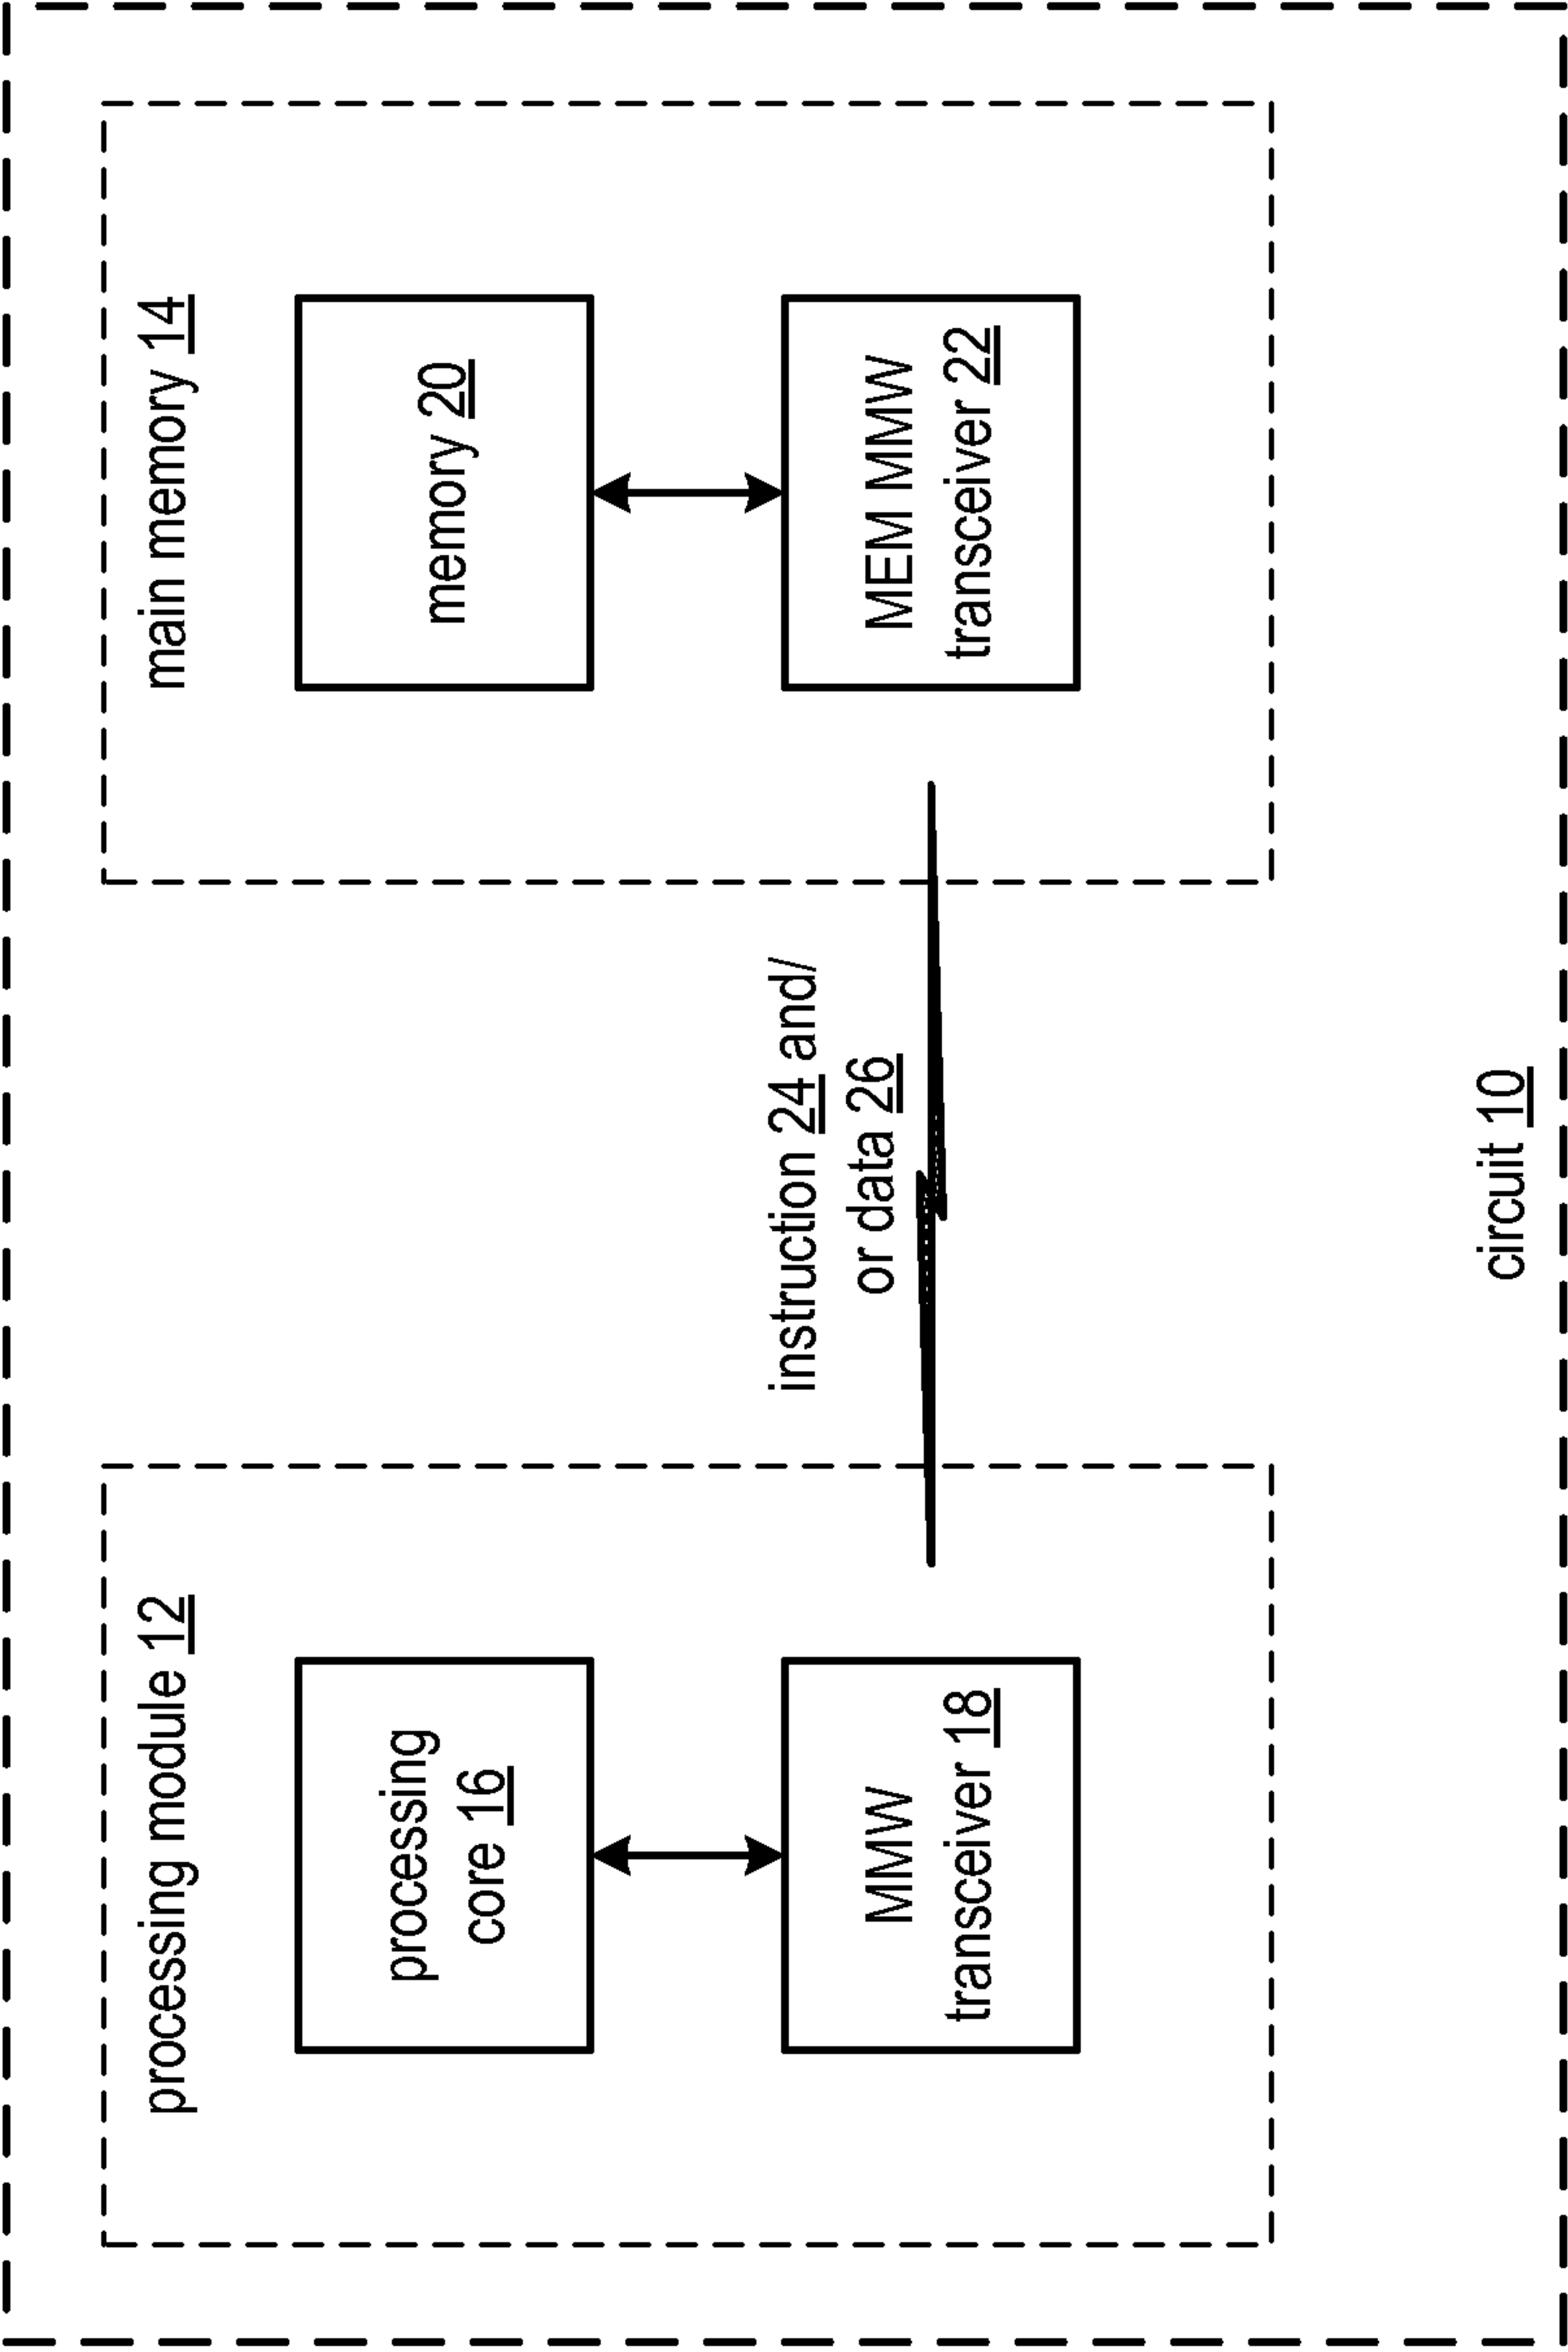 processing module 12
processing
core 16
MMW
transceiver 18
instruction 24 and/
or data 26
main memory 14
memory 20
MEM MMW
transceiver 22
circuit 10